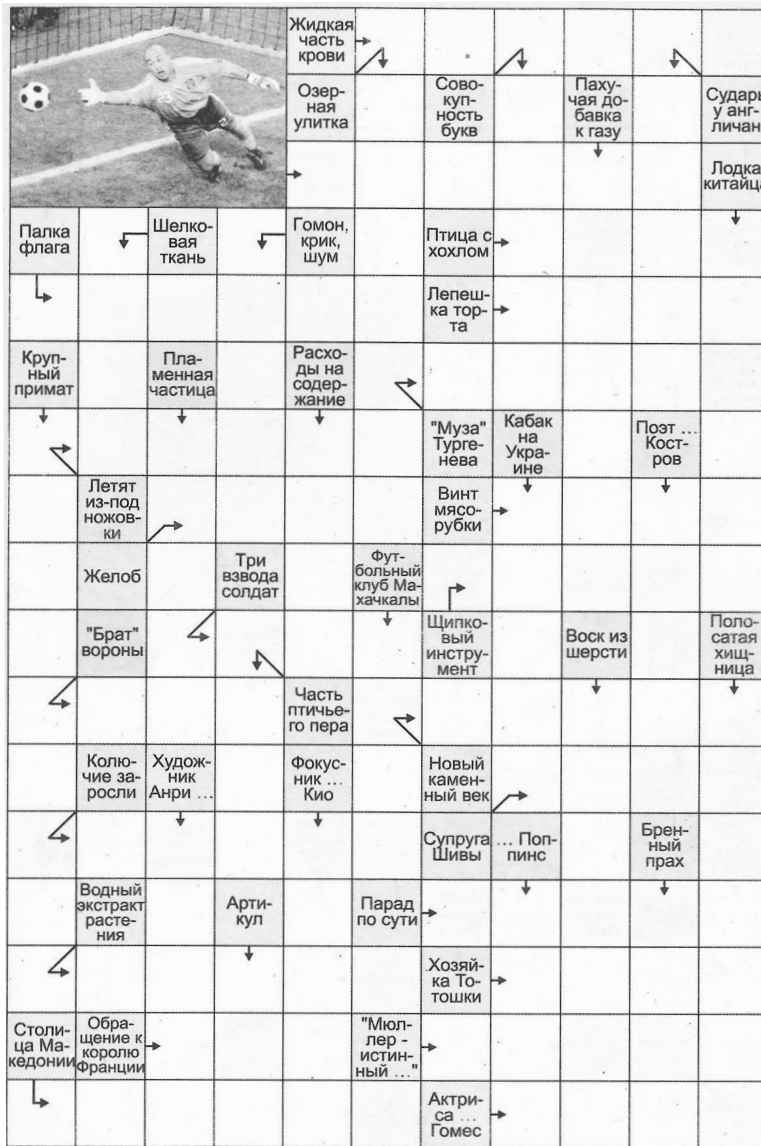 Жидкая
часть
крови
Озер-
ная
улитка
Сово-
куп-
ность
букв
Паху-
чая до-
бавка
к газу
Сударь
у анг-
личан
Лодка
китайца
Палка
флага
Шелко-
вая
ткань
Гомон,
крик,
шум
Птица с
хохлом
Лепеш-
ка тор-
та
Круп-
ный
примат
Пла-
менная
частица
Расхо-
ды на
содер-
жание
"Муза"
Турге-
нева
Кабак
на
Укра-
ине
Поэт ...
Кост-
ров
Летят
из-под
ножов-
ки
Винт
мясо-
рубки
Желоб
Три
взвода
солдат
Фут-
больный
клуб Ма-
хачкалы
"Брат"
вороны
Щипко-
вый
инстру-
мент
Воск из
шерсти
Поло-
сатая
хищ-
ница
Часть
птичье-
го пера
Колю-
чие за-
росли
Худож-
ник
Анри ...
Фокус-
ник ...
Кио
Новый
камен-
ный век
Супруга
Шивы
... Поп-
пинс
Брен-
ный
прах
Водный
экстракт
расте-
ния
Арти-
кул
Парад
по сути
Хозяй-
ка То-
тошки
Столи-
ца Ма-
кедонии
Обра-
щение к
королю
Франции
"Мюл-
лер -
истин-
ный ..."
Актри-
са ...
Гомес